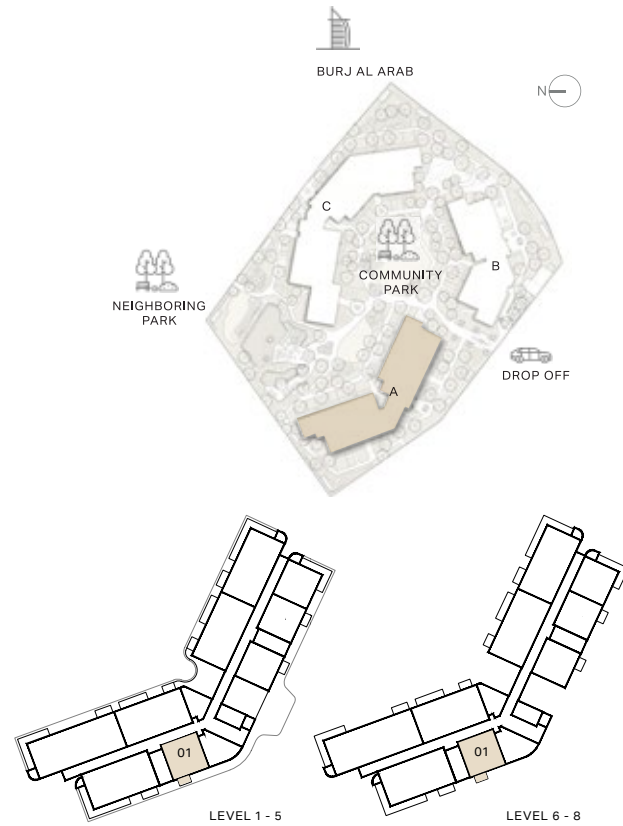 BURJ AL ARAB
N
C
COMMUNITY
PARK
B
NEIGHBORING
PARK
DROP OFF
A
01
LEVEL 1 - 5
01
LEVEL 6 - 8